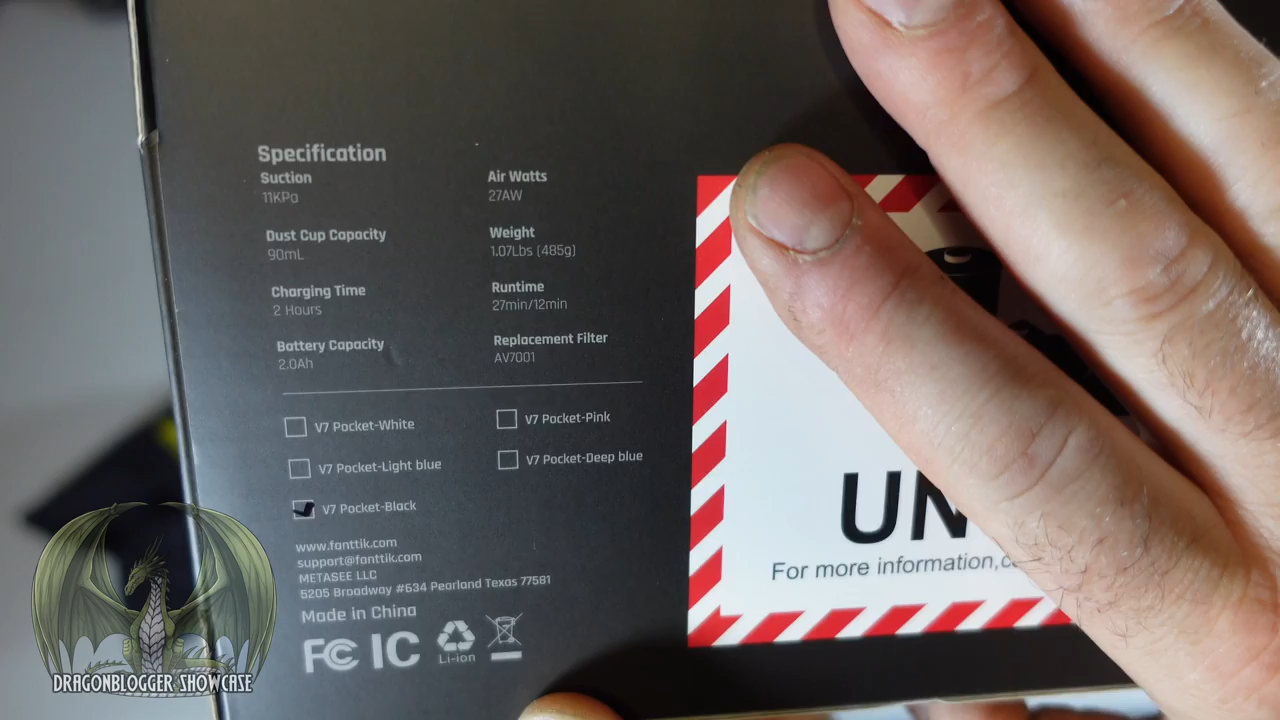 Specification
Suction
11KPa
Air Watts
27AW
Dust Cup Capacity
90mL
Weight
1.07Lbs (485g)
Charging Time
2 Hours
Runtime
27min/12min
Battery Capacity
2.0Ah
Replacement Filter
AV7001
V7 Pocket-White
V7 Pocket-Pink
V7 Pocket-Light blue
V7 Pocket-Deep blue
V7 Pocket-Black
www.fanttik.com
support@fanttik.com
METASEE LLC
5205 Broadway #634 Pearland Texas 77581
Made in China
FC IC
Li-ion
UN
For more information,
DRAGONBLOGGER SHOWCASE